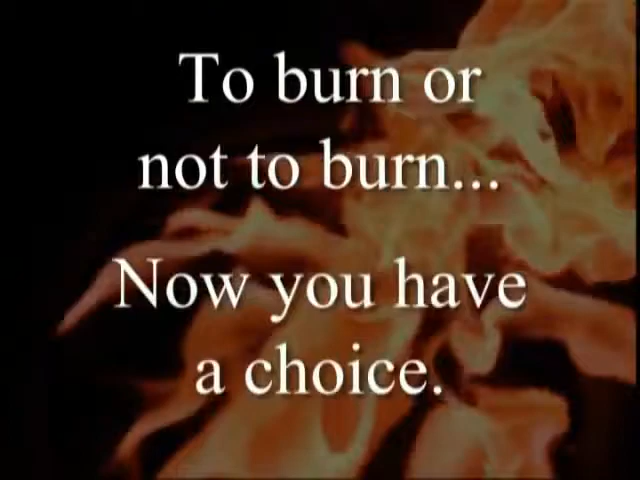 To burn or
not to burn...
Now you have
a choice.